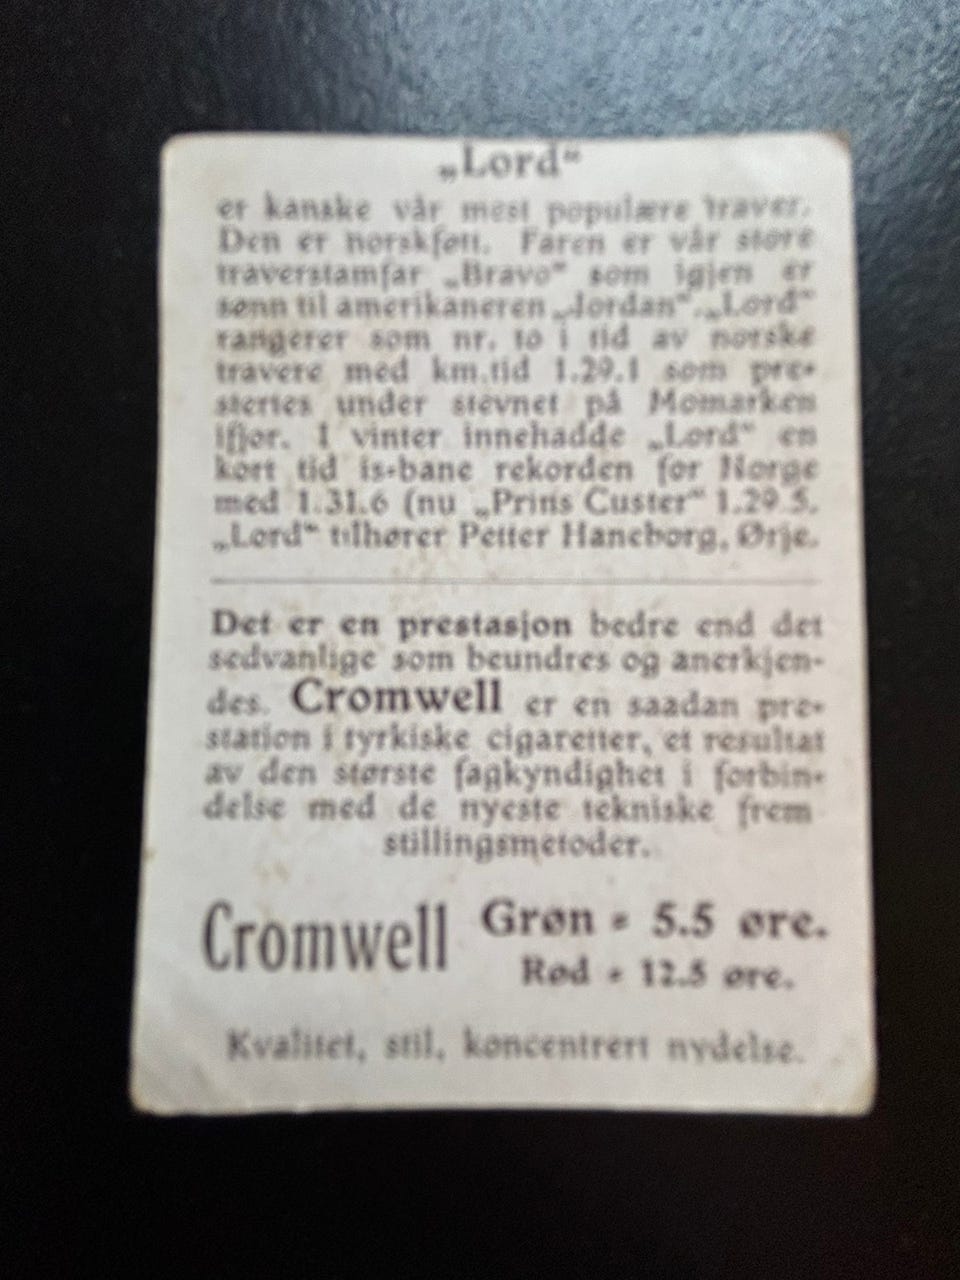 „Lord“
er kanske vår mest populære traver.
Den er norskføtt. Faren er vår store
traverstamfar „Bravo“ som igjen er
sønn til amerikaneren „Jordan“. „Lord“
rangerer som nr. to i tid av norske
travere med km.tid 1.29.1 som pre-
stertes under stevnet på Momarken
ifjor. I vinter innehadde „Lord“ en
kort tid is-bane rekorden for Norge
med 1.31.6 (nu „Prins Custer“ 1.29.5.
„Lord“ tilhører Petter Haneborg, Ørje.
Det er en prestasjon bedre end det
sedvanlige som beundres og anerkjen-
des. Cromwell er en saadan pre-
station i tyrkiske cigaretter, et resultat
av den største fagkyndighet i forbin-
delse med de nyeste tekniske frem
stillingsmetoder.
Cromwell Grøn - 5.5 øre.
Rød - 12.5 øre.
Kvalitet, stil, koncentrert nydelse.